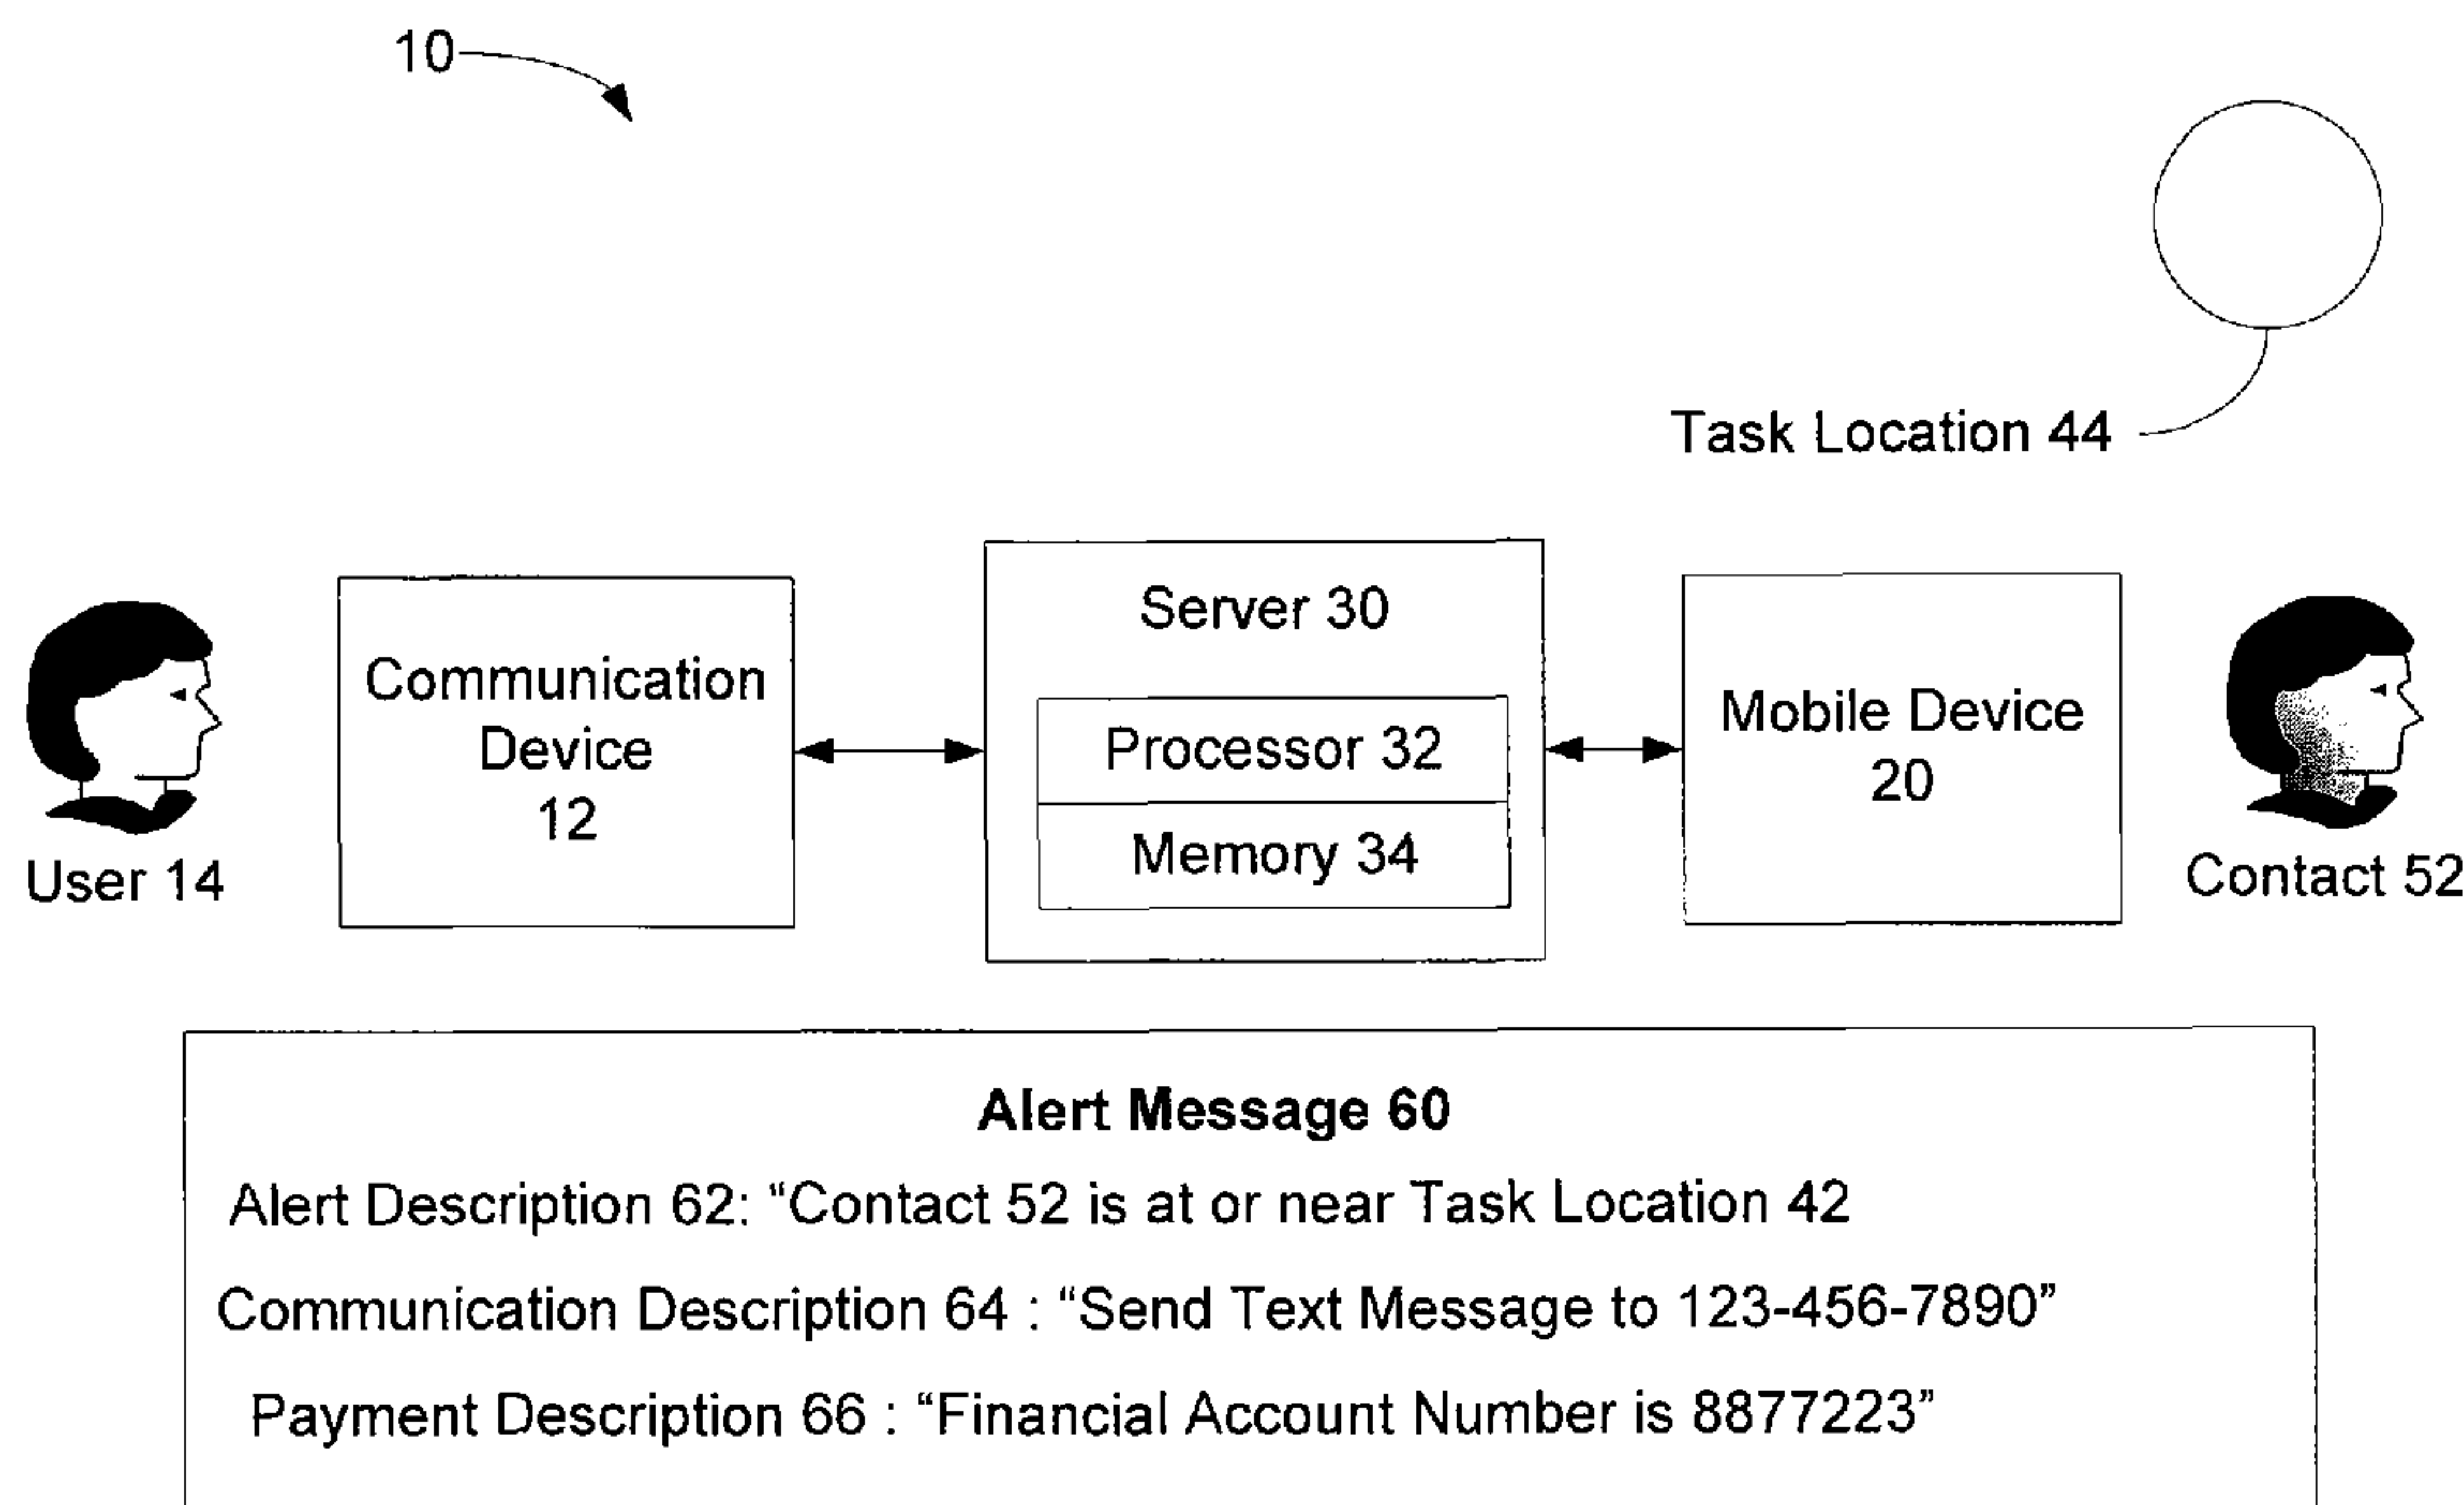 10
Task Location 44
Communication
Device
12
Server 30
Processor 32
Memory 34
Mobile Device
20
User 14
Contact 52
Alert Message 60
Alert Description 62: “Contact 52 is at or near Task Location 42
Communication Description 64 : “Send Text Message to 123-456-7890”
Payment Description 66 : “Financial Account Number is 8877223”